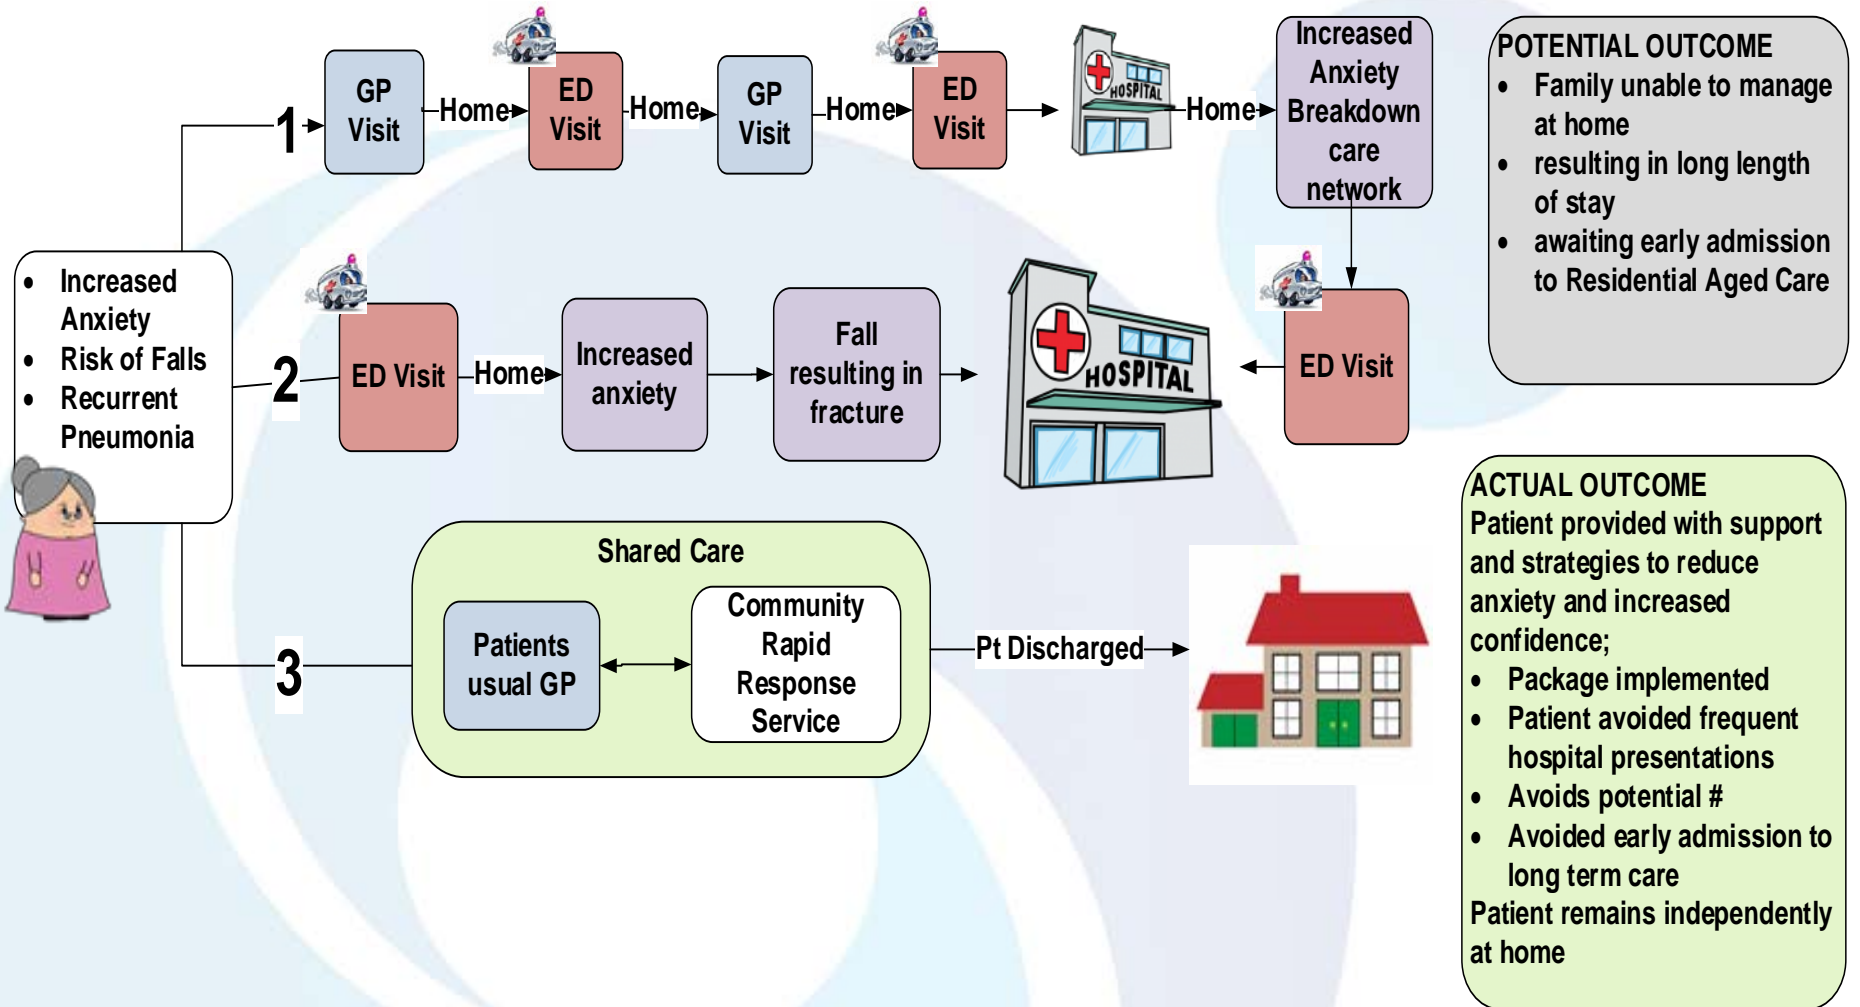 1
GP
Visit
Home
ED
Visit
Home
GP
Visit
Home
ED
Visit
HOSPITAL
Home
Increased
Anxiety
Breakdown
care
network
POTENTIAL OUTCOME
• Family unable to manage
at home
• resulting in long length
of stay
• awaiting early admission
to Residential Aged Care
• Increased
Anxiety
• Risk of Falls
• Recurrent
Pneumonia
2
ED Visit
Home
Increased
anxiety
Fall
resulting in
fracture
HOSPITAL
ED Visit
3
Shared Care
Patients
usual GP
Community
Rapid
Response
Service
Pt Discharged
ACTUAL OUTCOME
Patient provided with support
and strategies to reduce
anxiety and increased
confidence;
• Package implemented
• Patient avoided frequent
hospital presentations
• Avoids potential #
• Avoided early admission to
long term care
Patient remains independently
at home